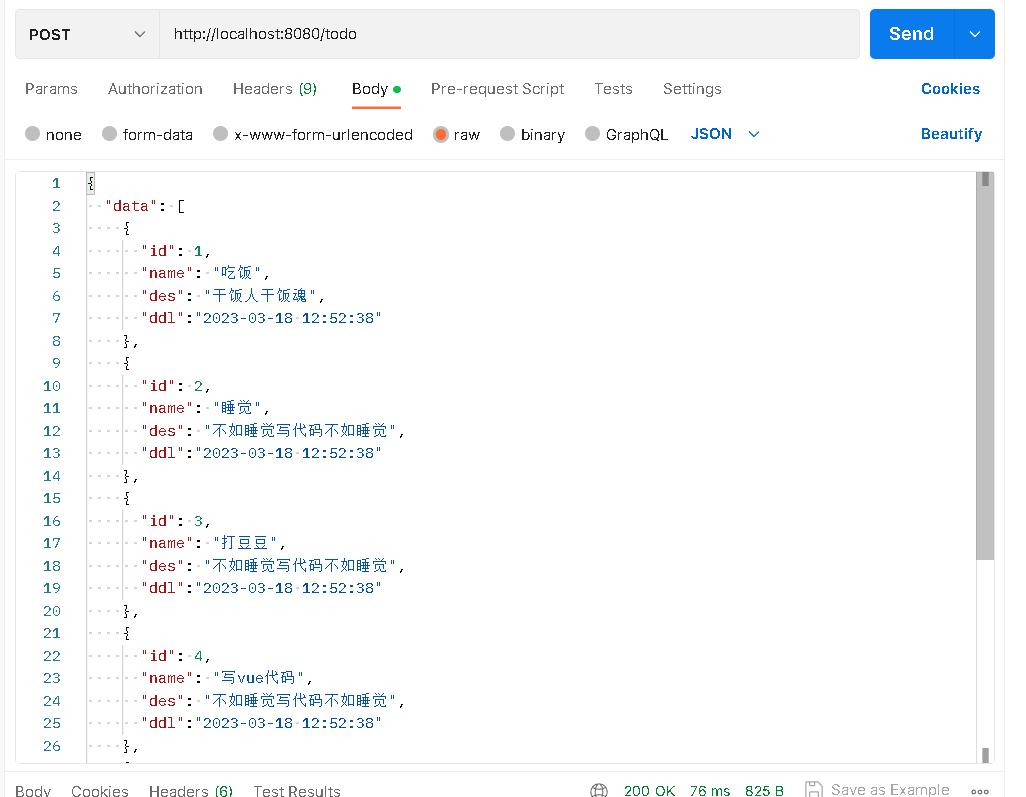 POST http://localhost:8080/todo Send
Params Authorization Headers (9) Body Pre-request Script Tests Settings Cookies
none form-data x-www-form-urlencoded raw binary GraphQL JSON Beautify
1 {
2 "data": [
3 {
4 "id": 1,
5 "name": "吃饭",
6 "des": "干饭人干饭魂",
7 "ddl":"2023-03-18 12:52:38"
8 },
9 {
10 "id": 2,
11 "name": "睡觉",
12 "des": "不如睡觉写代码不如睡觉",
13 "ddl":"2023-03-18 12:52:38"
14 },
15 {
16 "id": 3,
17 "name": "打豆豆",
18 "des": "不如睡觉写代码不如睡觉",
19 "ddl":"2023-03-18 12:52:38"
20 },
21 {
22 "id": 4,
23 "name": "写vue代码",
24 "des": "不如睡觉写代码不如睡觉",
25 "ddl":"2023-03-18 12:52:38"
26 },
Body Cookies Headers (6) Test Results 200 OK 76 ms 825 B Save as Example